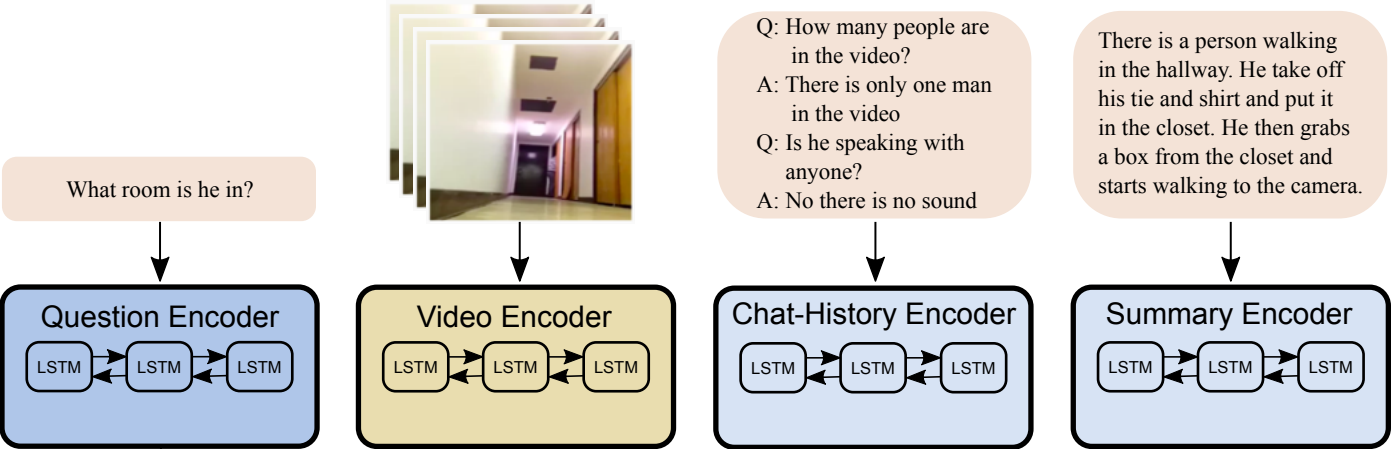 What room is he in?
Q: How many people are
in the video?
A: There is only one man
in the video
Q: Is he speaking with
anyone?
A: No there is no sound
There is a person walking
in the hallway. He take off
his tie and shirt and put it
in the closet. He then grabs
a box from the closet and
starts walking to the camera.
Question Encoder
LSTM LSTM LSTM
Video Encoder
LSTM LSTM LSTM
Chat-History Encoder
LSTM LSTM LSTM
Summary Encoder
LSTM LSTM LSTM